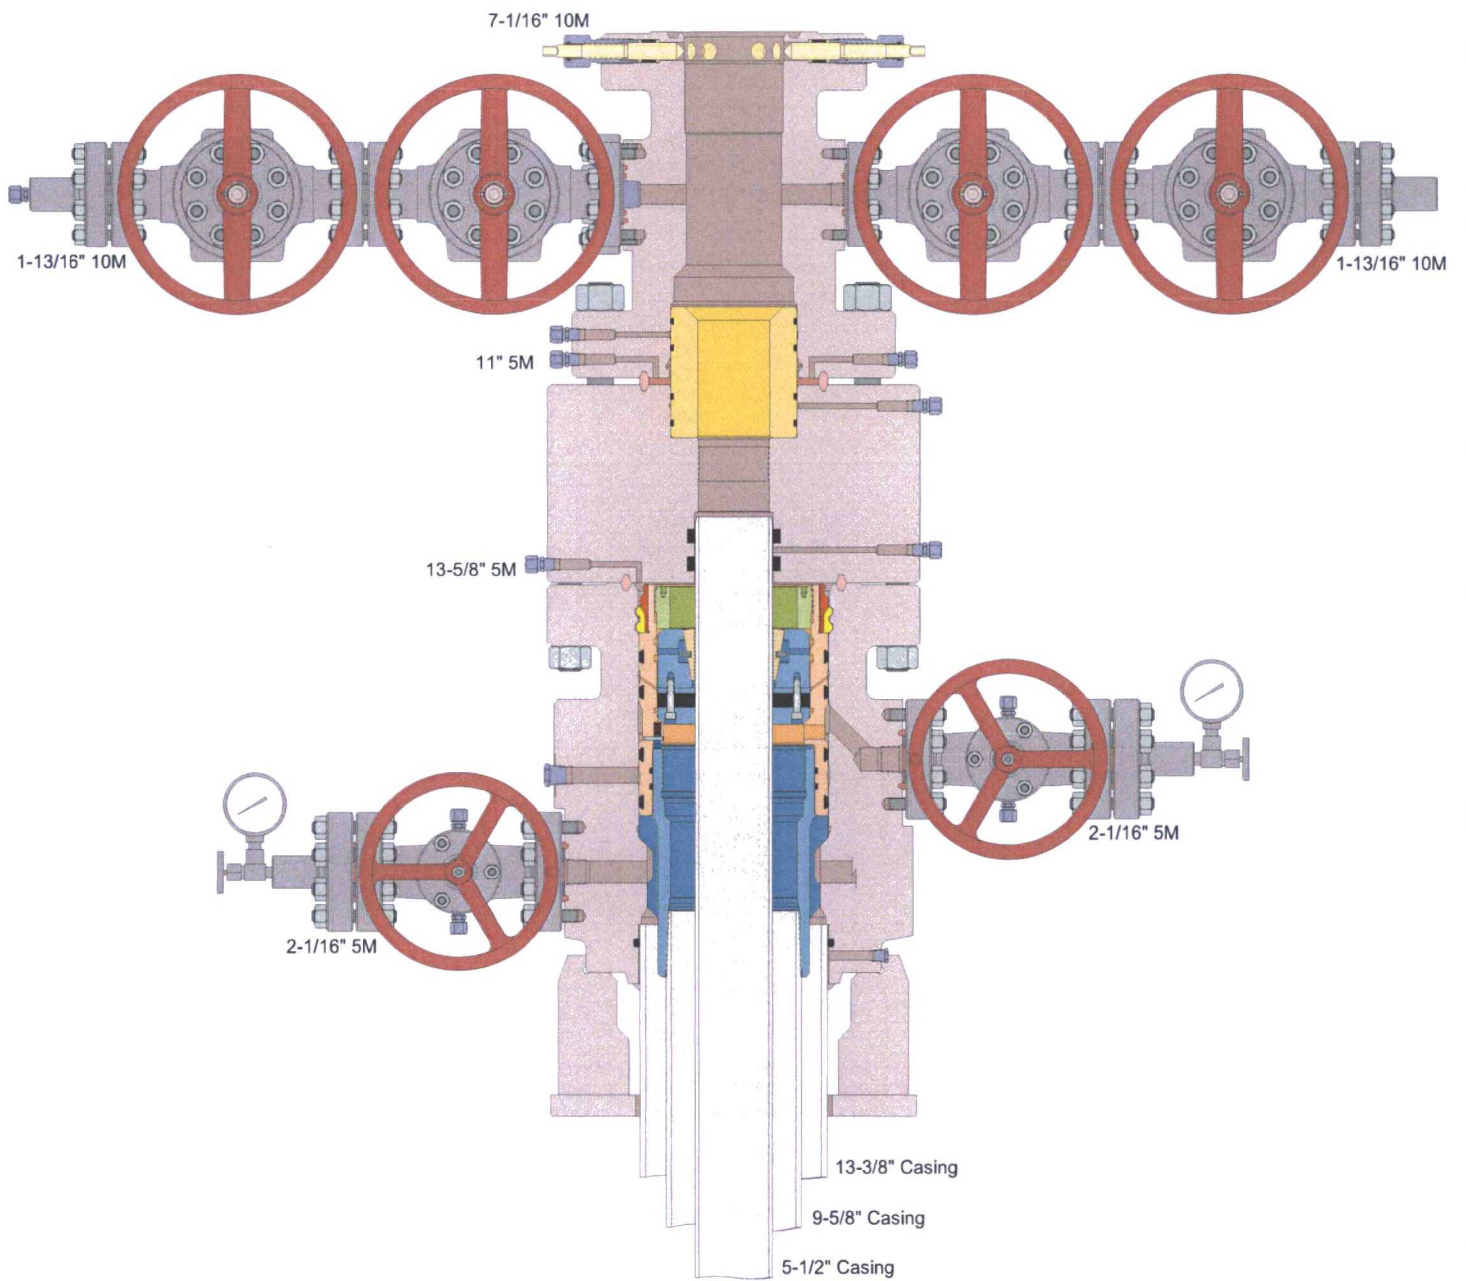 7-1/16" 10M
1-13/16" 10M
1-13/16" 10M
11" 5M
13-5/8" 5M
2-1/16" 5M
2-1/16" 5M
13-3/8" Casing
9-5/8" Casing
5-1/2" Casing